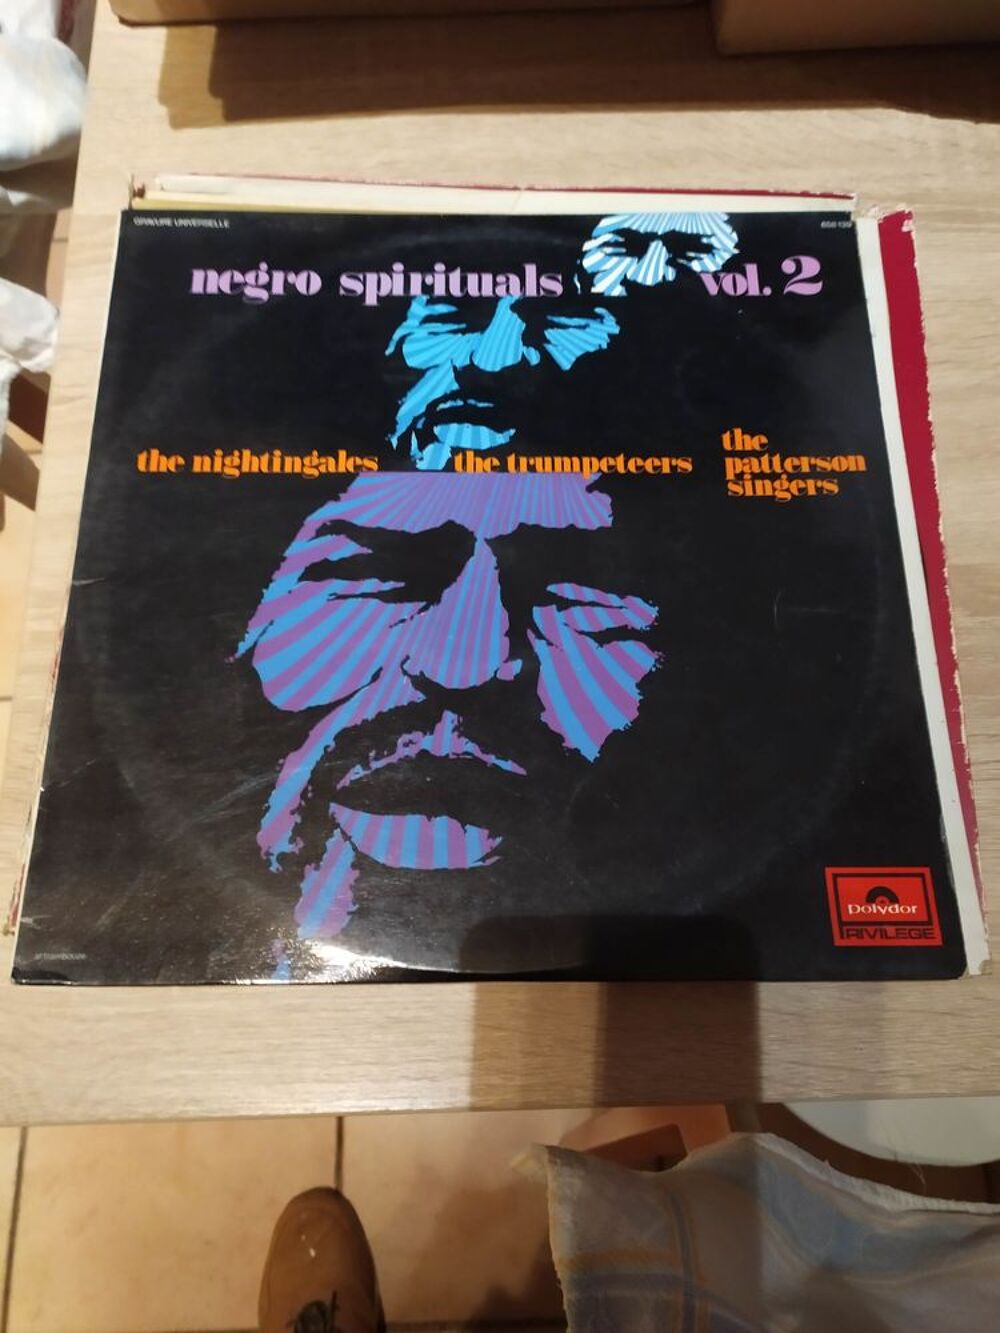 GRAVURE UNIVERSELLE
negro spirituals vol. 2
the nightingales
the trumpeteers
the
patterson
singers
Polydor
PRIVILEGE